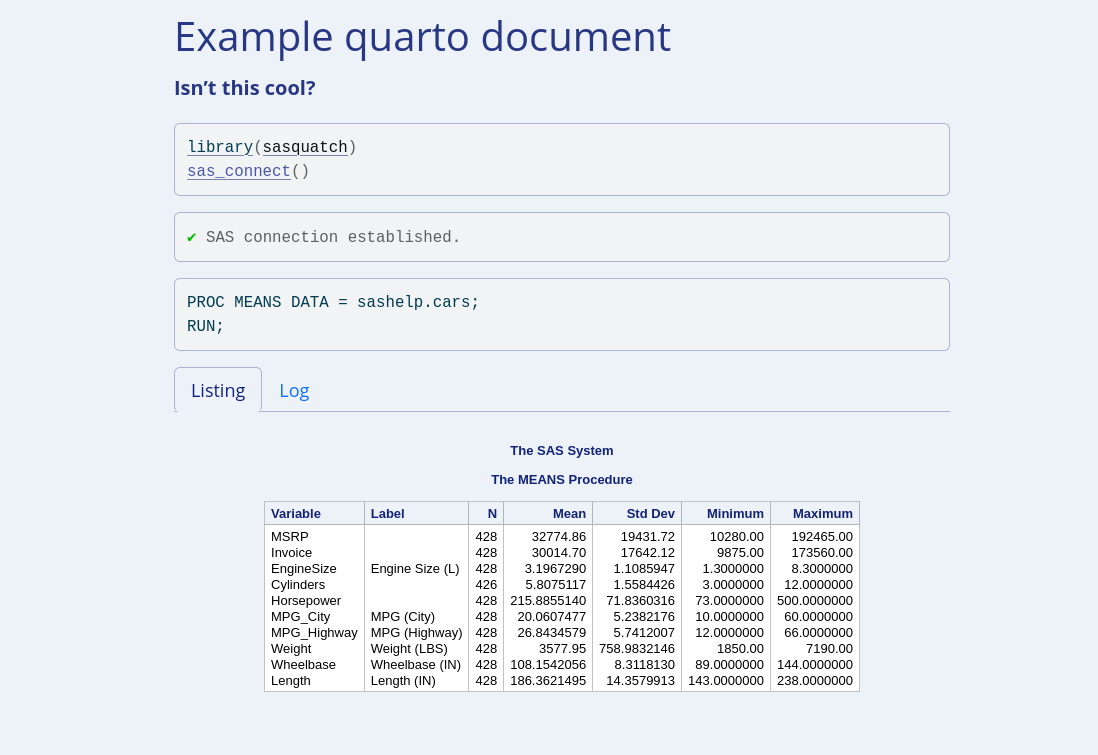 Example quarto document
Isn’t this cool?
library(sasquatch)
sas_connect()
✔ SAS connection established.
PROC MEANS DATA = sashelp.cars;
RUN;
Listing Log
The SAS System
The MEANS Procedure
Variable Label N Mean Std Dev Minimum Maximum
MSRP 428 32774.86 19431.72 10280.00 192465.00
Invoice 428 30014.70 17642.12 9875.00 173560.00
EngineSize Engine Size (L) 428 3.1967290 1.1085947 1.3000000 8.3000000
Cylinders 426 5.8075117 1.5584426 3.0000000 12.0000000
Horsepower 428 215.8855140 71.8360316 73.0000000 500.0000000
MPG_City MPG (City) 428 20.0607477 5.2382176 10.0000000 60.0000000
MPG_Highway MPG (Highway) 428 26.8434579 5.7412007 12.0000000 66.0000000
Weight Weight (LBS) 428 3577.95 758.9832146 1850.00 7190.00
Wheelbase Wheelbase (IN) 428 108.1542056 8.3118130 89.0000000 144.0000000
Length Length (IN) 428 186.3621495 14.3579913 143.0000000 238.0000000